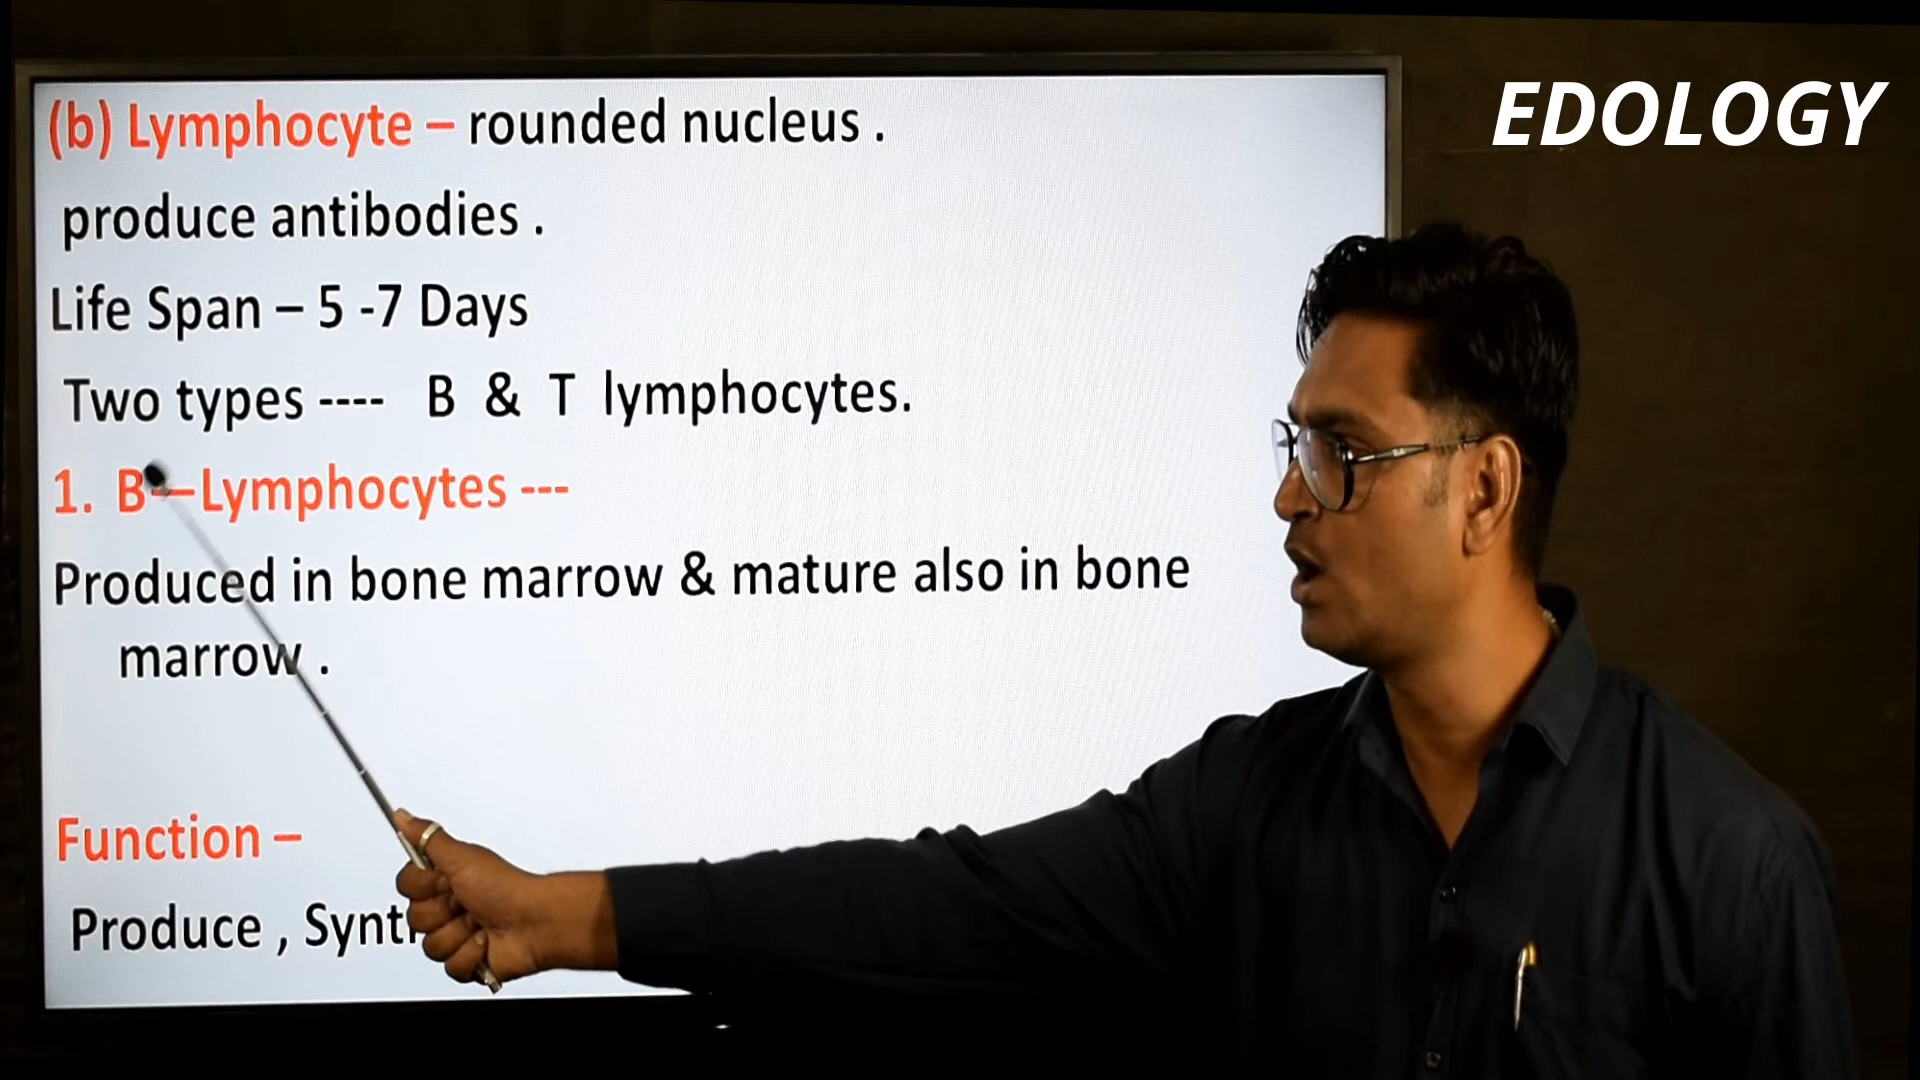 (b) Lymphocyte – rounded nucleus .
EDOLOGY
produce antibodies .
Life Span – 5 -7 Days
Two types ---- B & T lymphocytes.
1. B—Lymphocytes ---
Produced in bone marrow & mature also in bone
marrow .
Function –
Produce ,